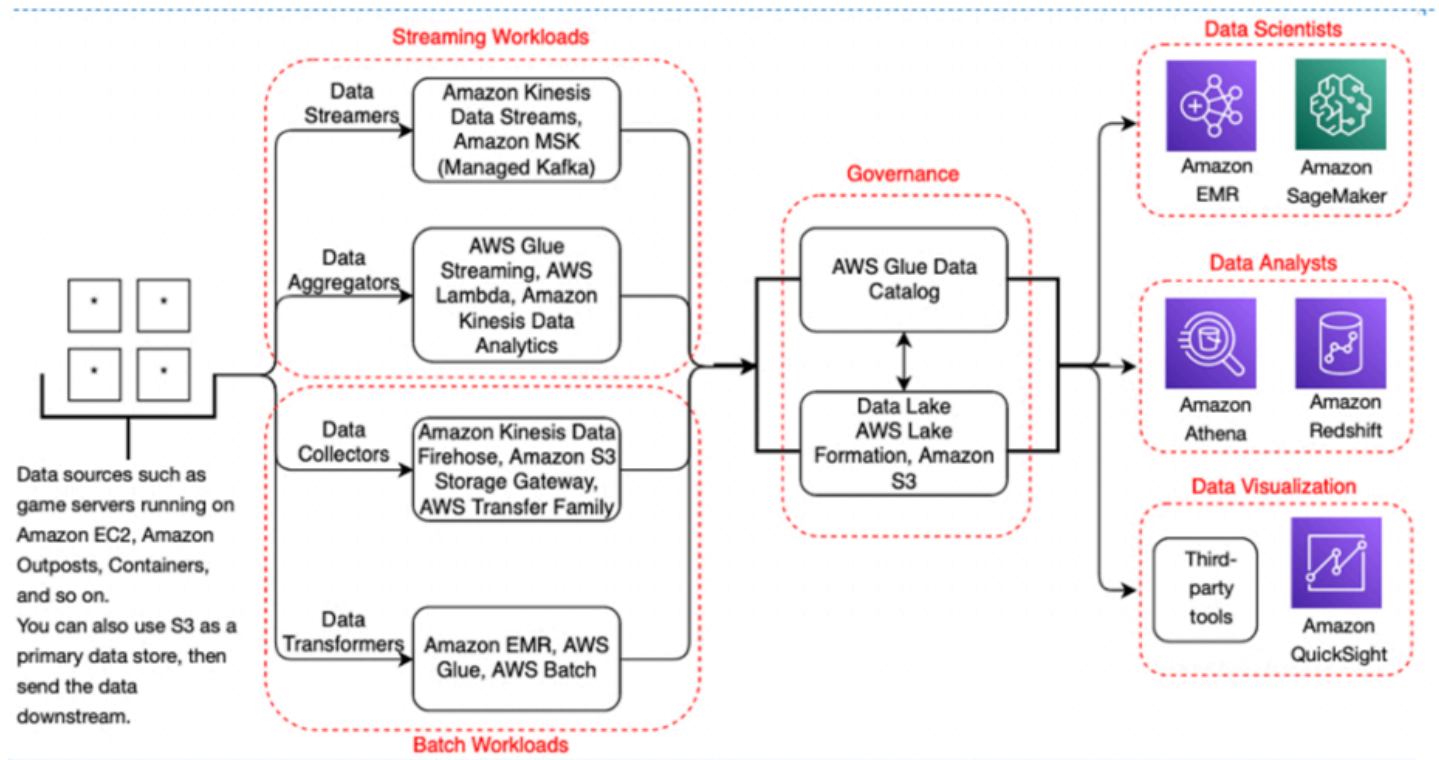 Streaming Workloads
Data
Streamers
Amazon Kinesis
Data Streams,
Amazon MSK
(Managed Kafka)
Data
Aggregators
AWS Glue
Streaming, AWS
Lambda, Amazon
Kinesis Data
Analytics
*
*
*
*
Data sources such as
game servers running on
Amazon EC2, Amazon
Outposts, Containers,
and so on.
You can also use S3 as a
primary data store, then
send the data
downstream.
Data
Collectors
Amazon Kinesis Data
Firehose, Amazon S3
Storage Gateway,
AWS Transfer Family
Data
Transformers
Amazon EMR, AWS
Glue, AWS Batch
Batch Workloads
Governance
AWS Glue Data
Catalog
Data Lake
AWS Lake
Formation, Amazon
S3
Data Scientists
Amazon
EMR
Amazon
SageMaker
Data Analysts
Amazon
Athena
Amazon
Redshift
Data Visualization
Third-
party
tools
Amazon
QuickSight